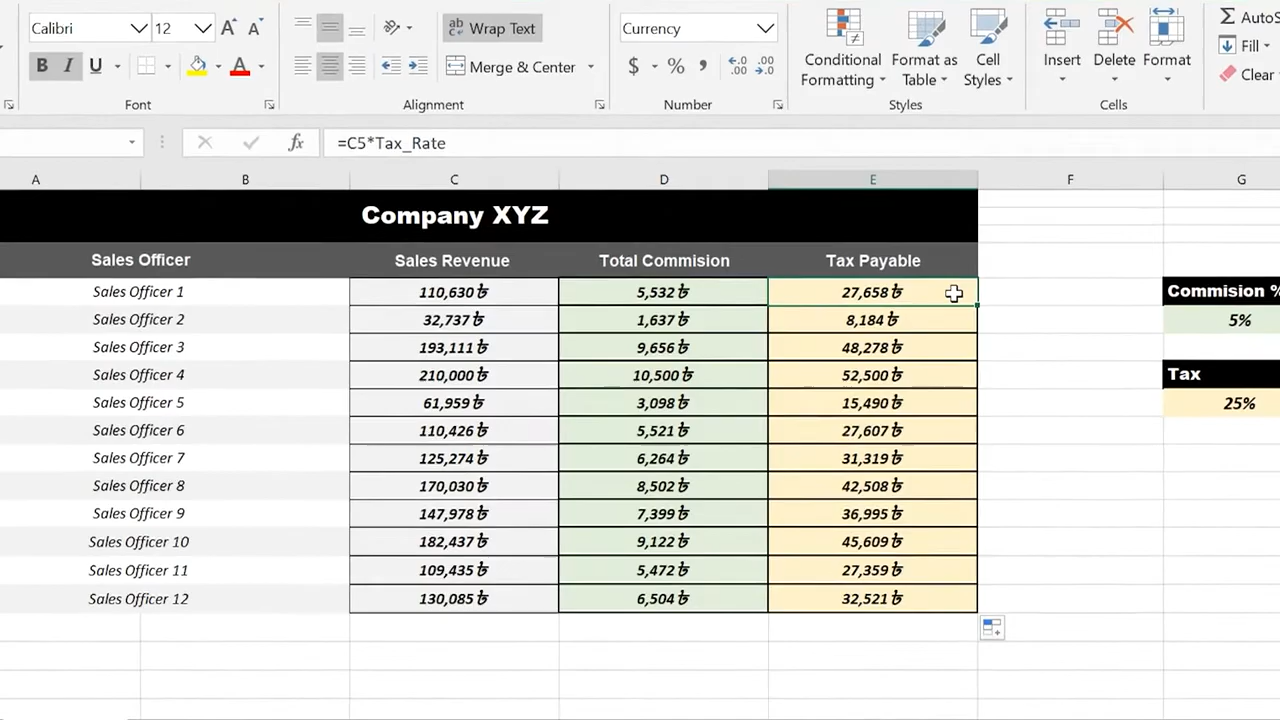 Calibri 12 A A ab Wrap Text Currency Conditional Formatting Format as Table Cell Styles Insert Delete Format Σ AutoS
B I U A Merge & Center $ % , Fill
Clear
Font Alignment Number Styles Cells
fx =C5*Tax_Rate
A B C D E F G
Company XYZ
Sales Officer Sales Revenue Total Commision Tax Payable
Sales Officer 1 110,630 ₺ 5,532 ₺ 27,658 ₺ Commision %
Sales Officer 2 32,737 ₺ 1,637 ₺ 8,184 ₺ 5%
Sales Officer 3 193,111 ₺ 9,656 ₺ 48,278 ₺
Sales Officer 4 210,000 ₺ 10,500 ₺ 52,500 ₺ Tax
Sales Officer 5 61,959 ₺ 3,098 ₺ 15,490 ₺ 25%
Sales Officer 6 110,426 ₺ 5,521 ₺ 27,607 ₺
Sales Officer 7 125,274 ₺ 6,264 ₺ 31,319 ₺
Sales Officer 8 170,030 ₺ 8,502 ₺ 42,508 ₺
Sales Officer 9 147,978 ₺ 7,399 ₺ 36,995 ₺
Sales Officer 10 182,437 ₺ 9,122 ₺ 45,609 ₺
Sales Officer 11 109,435 ₺ 5,472 ₺ 27,359 ₺
Sales Officer 12 130,085 ₺ 6,504 ₺ 32,521 ₺